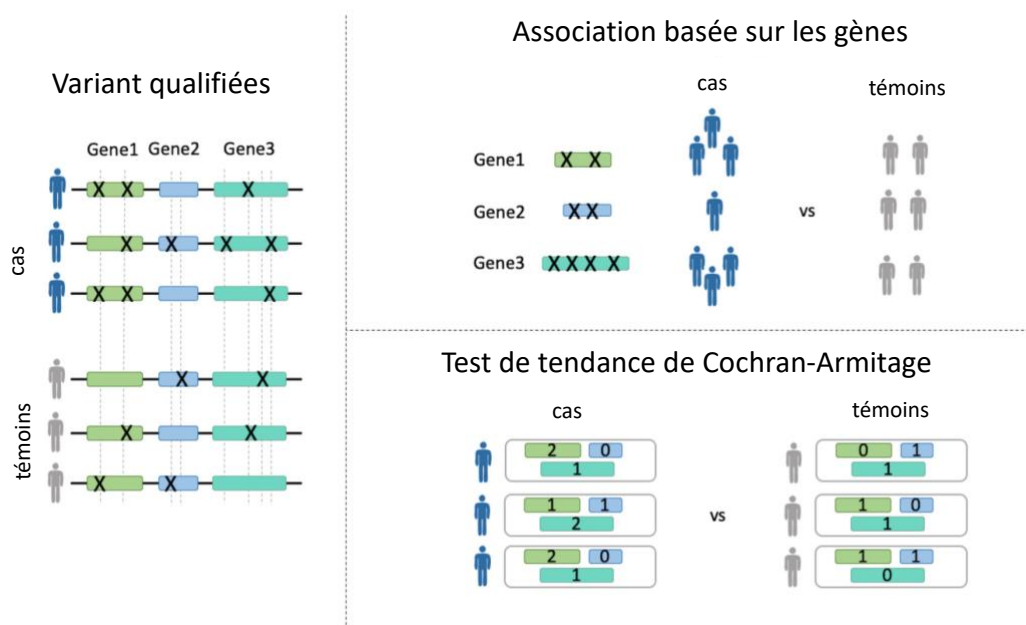 Variant qualifiées
Gene1 Gene2 Gene3
X X X
X X X X
X X X
cas
X X
X X
X X
témoins
Association basée sur les gènes
cas témoins
Gene1 X X
Gene2 X X vs
Gene3 X X X X
Test de tendance de Cochran-Armitage
cas témoins
2 0 0 1
1 1
1 1 vs 1 0
2 1
2 0 1 1
1 0